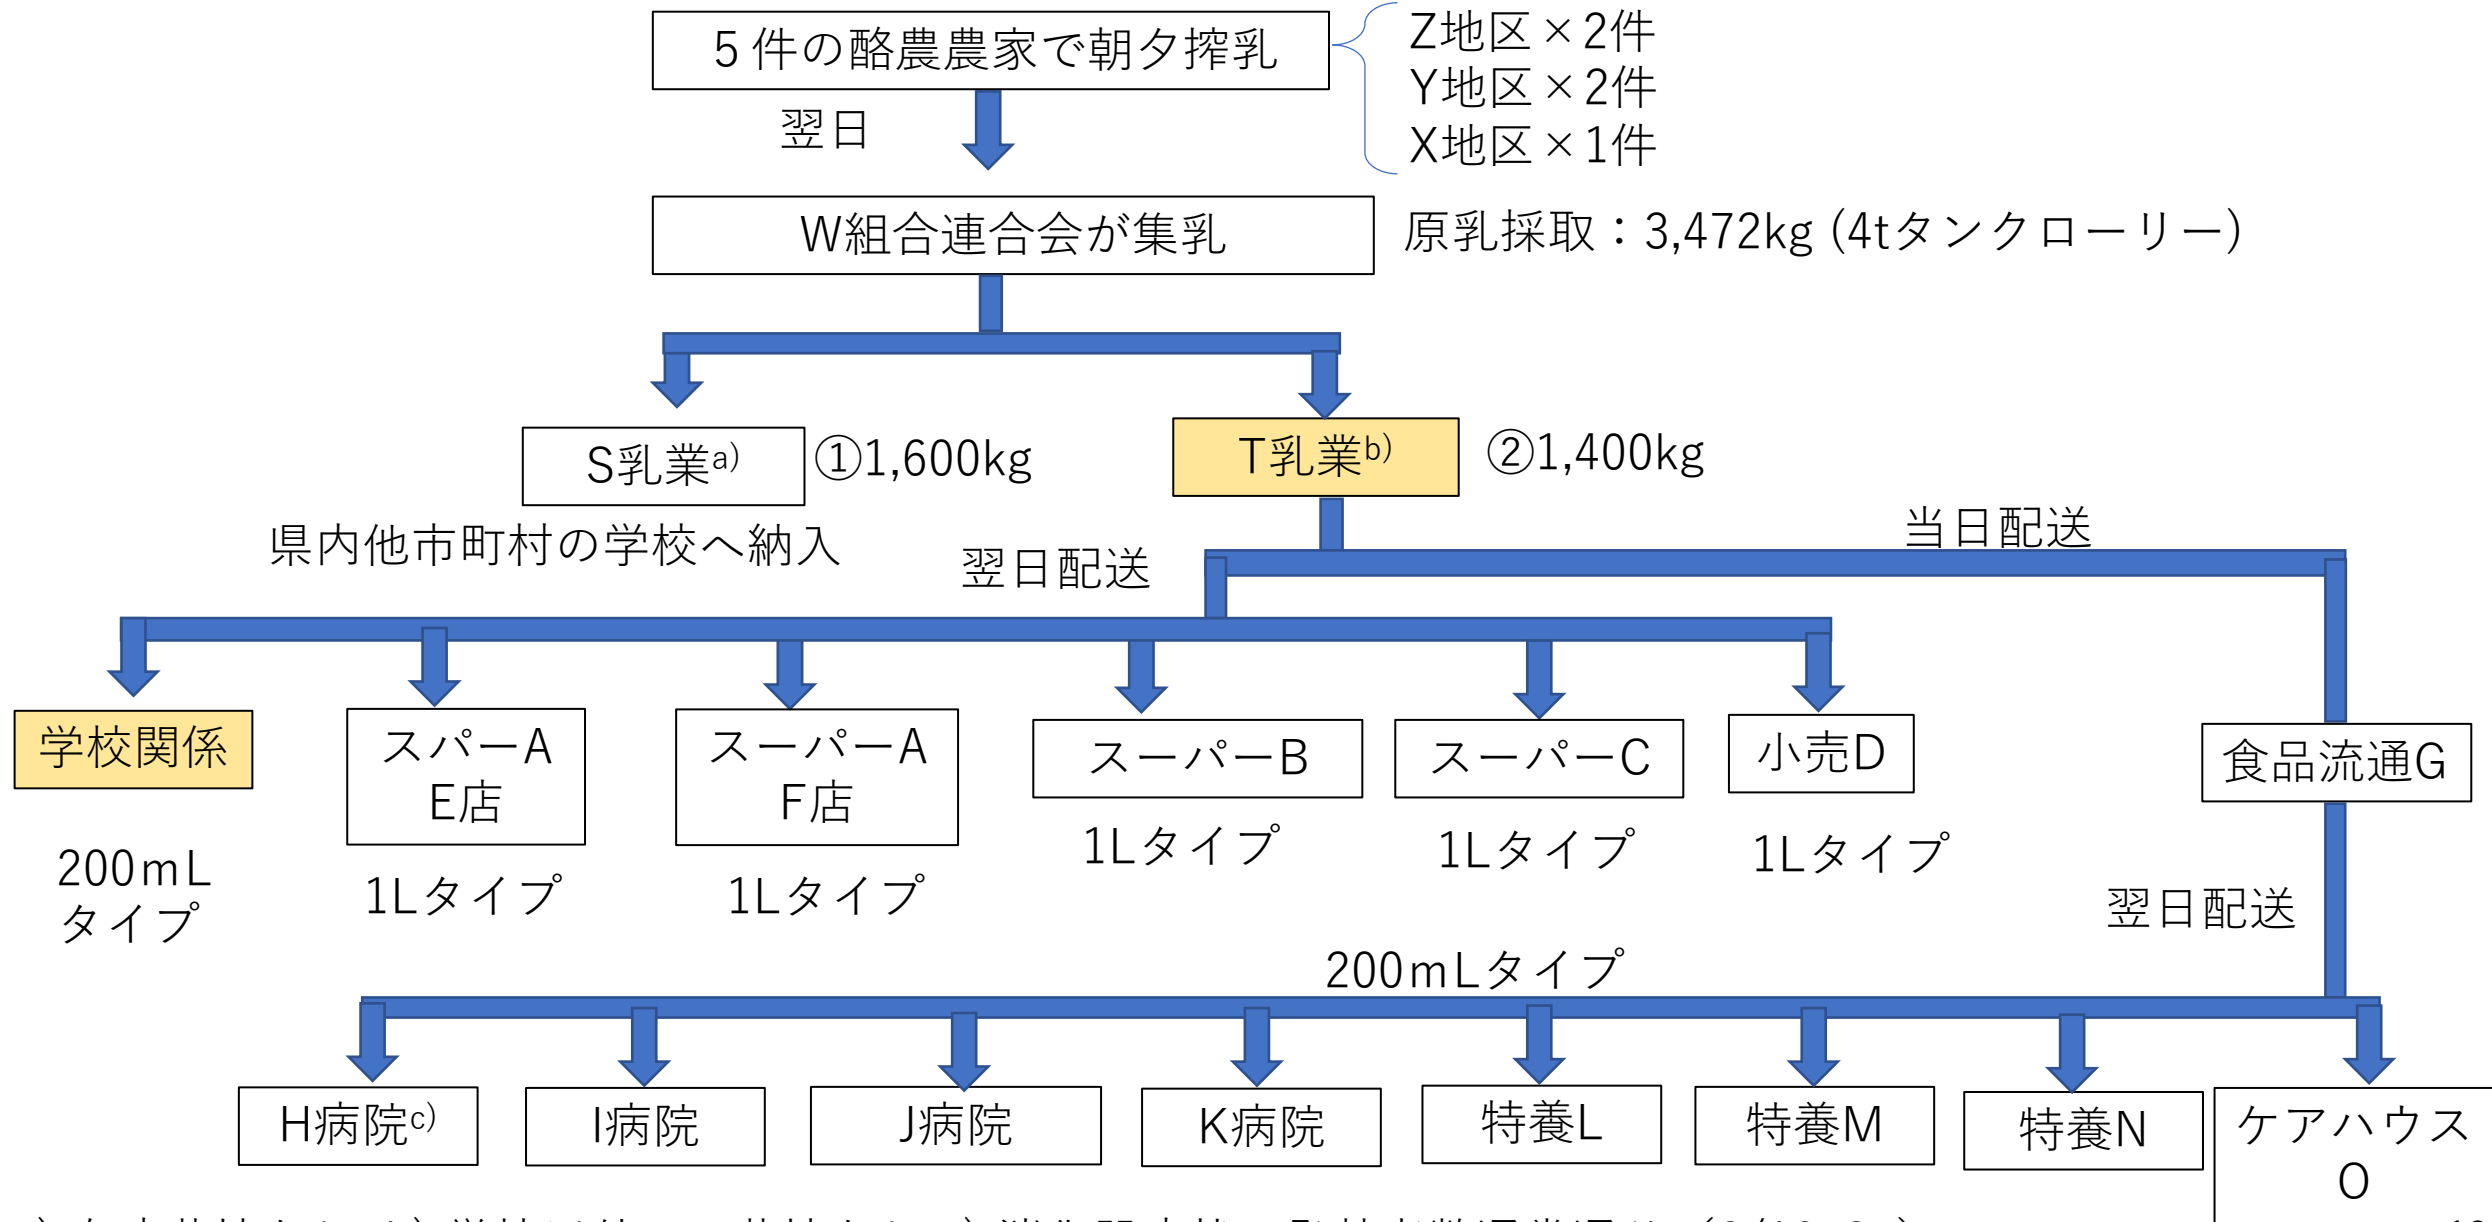 5件の酪農農家で朝夕搾乳
Z地区×2件
Y地区×2件
X地区×1件
翌日
W組合連合会が集乳
原乳採取：3,472kg (4tタンクローリー)
S乳業a)
①1,600kg
T乳業b)
②1,400kg
県内他市町村の学校へ納入
翌日配送
当日配送
学校関係
200mL
タイプ
スパーA
E店
1Lタイプ
スーパーA
F店
1Lタイプ
スーパーB
1Lタイプ
スーパーC
1Lタイプ
小売D
1Lタイプ
食品流通G
翌日配送
200mLタイプ
H病院c)
I病院
J病院
K病院
特養L
特養M
特養N
ケアハウス
O